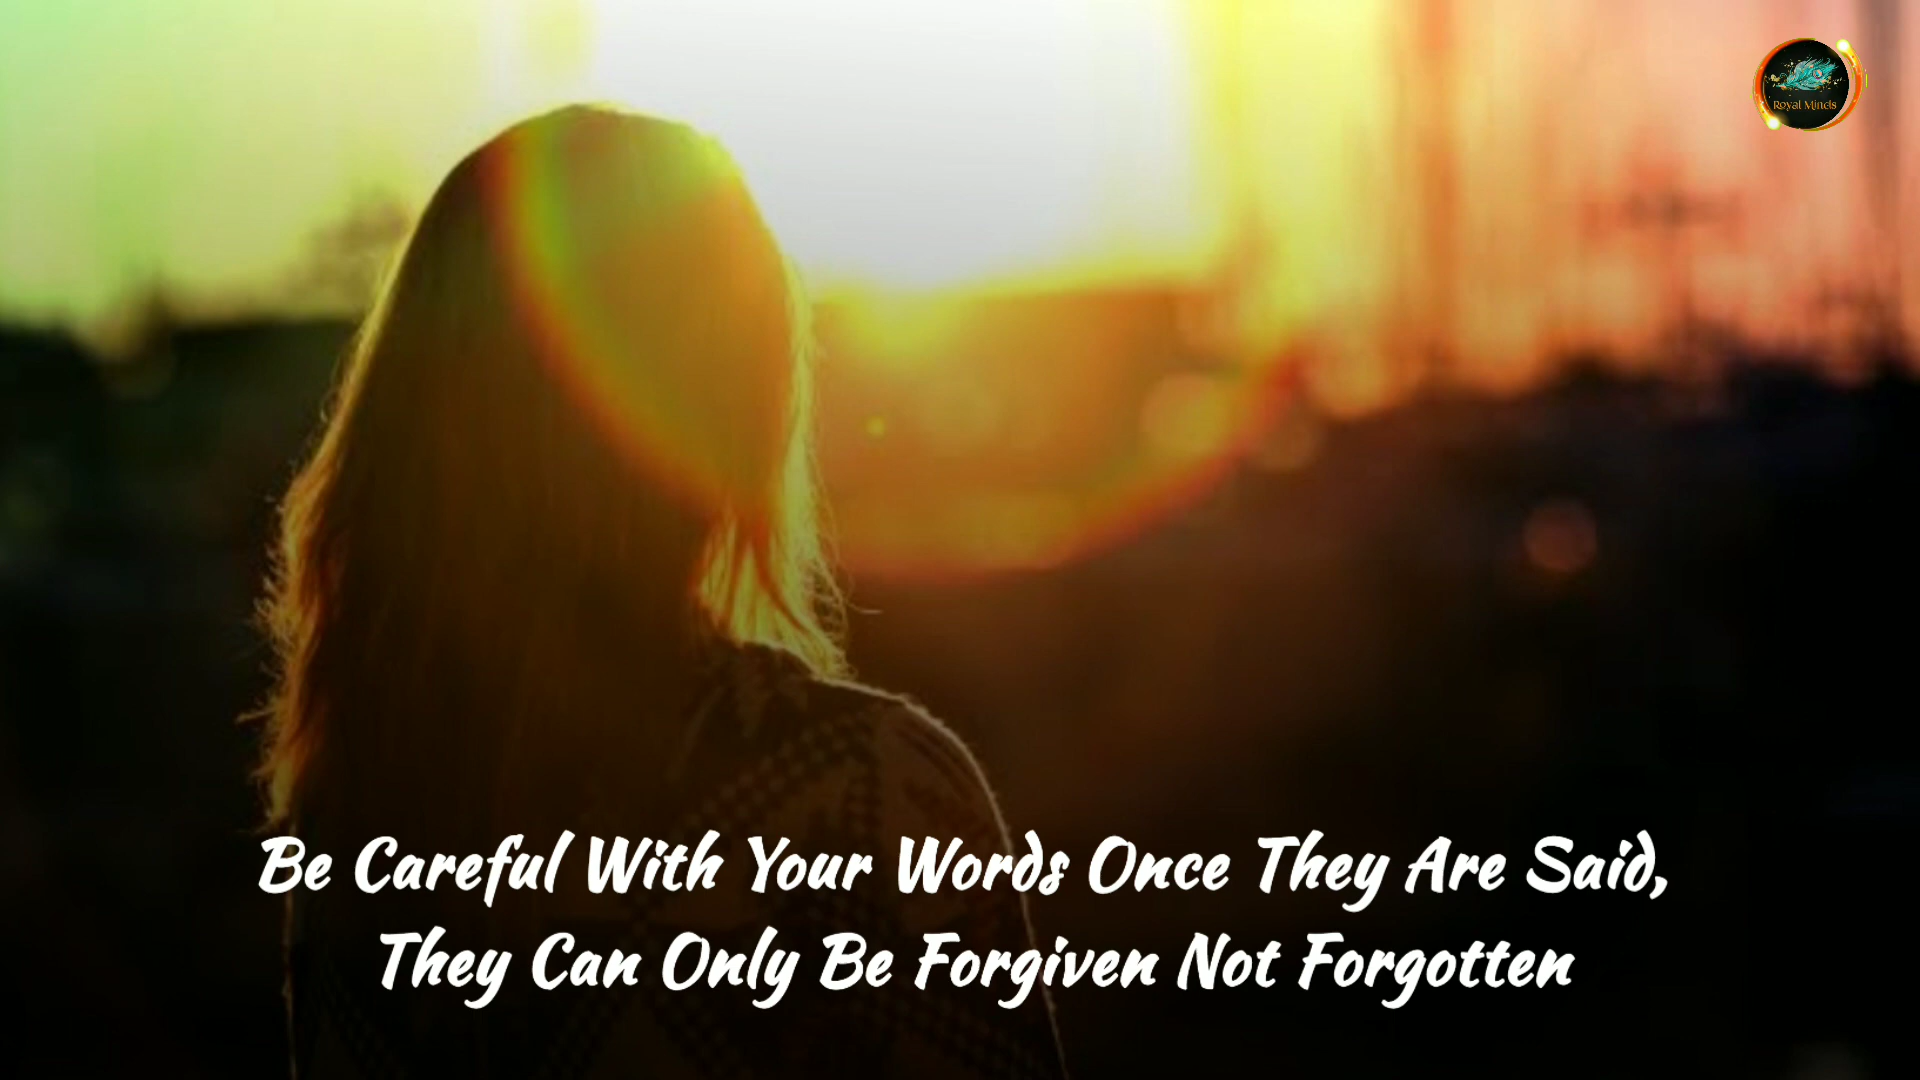 Royal Minds
Be Careful With Your Words Once They Are Said,
They Can Only Be Forgiven Not Forgotten